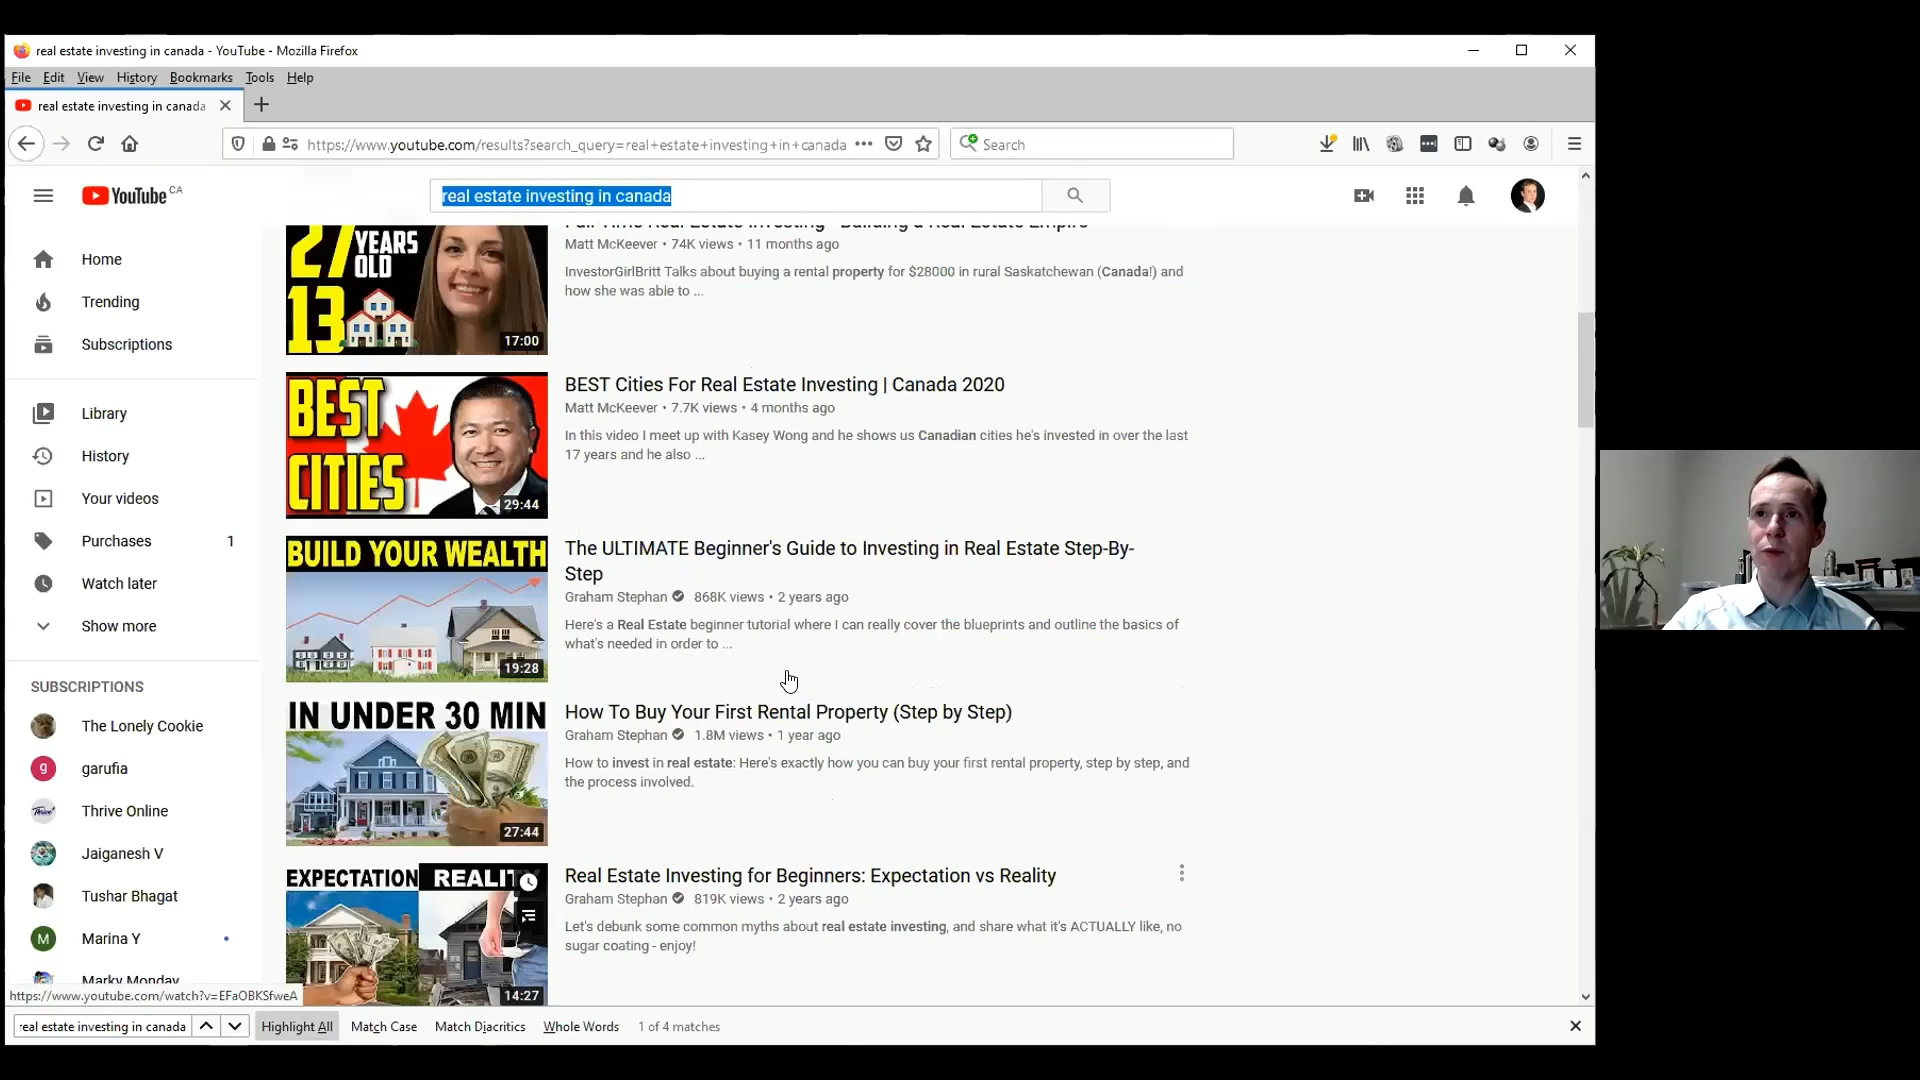 real estate investing in canada - YouTube - Mozilla Firefox
File Edit View History Bookmarks Tools Help
real estate investing in canada
https://www.youtube.com/results?search_query=real+estate+investing+in+canada
Search
YouTube CA
real estate investing in canada
Home
Trending
Subscriptions
Library
History
Your videos
Purchases 1
Watch later
Show more
SUBSCRIPTIONS
The Lonely Cookie
g garufia
Thrive Online
Jaiganesh V
Tushar Bhagat
M Marina Y
Marky Monday
27 YEARS
OLD
13
17:00
Full Time Real Estate Investing - Building a Real Estate Empire
Matt McKeever • 74K views • 11 months ago
InvestorGirlBritt Talks about buying a rental property for $28000 in rural Saskatchewan (Canada!) and
how she was able to ...
BEST
CITIES
29:44
BEST Cities For Real Estate Investing | Canada 2020
Matt McKeever • 7.7K views • 4 months ago
In this video I meet up with Kasey Wong and he shows us Canadian cities he's invested in over the last
17 years and he also ...
BUILD YOUR WEALTH
19:28
The ULTIMATE Beginner's Guide to Investing in Real Estate Step-By-
Step
Graham Stephan 868K views • 2 years ago
Here's a Real Estate beginner tutorial where I can really cover the blueprints and outline the basics of
what's needed in order to ...
IN UNDER 30 MIN
27:44
How To Buy Your First Rental Property (Step by Step)
Graham Stephan 1.8M views • 1 year ago
How to invest in real estate: Here's exactly how you can buy your first rental property, step by step, and
the process involved.
EXPECTATION REALIT
14:27
Real Estate Investing for Beginners: Expectation vs Reality
Graham Stephan 819K views • 2 years ago
Let's debunk some common myths about real estate investing, and share what it's ACTUALLY like, no
sugar coating - enjoy!
https://www.youtube.com/watch?v=EFaOBKSfweA
real estate investing in canada Highlight All Match Case Match Diacritics Whole Words 1 of 4 matches